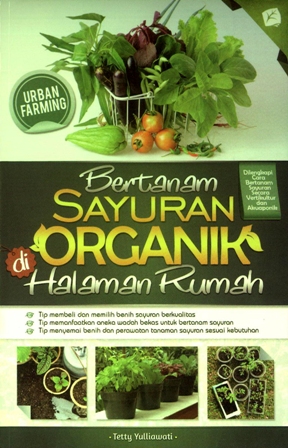 URBAN
FARMING
Bertanam
SAYURAN
di ORGANIK
Halaman Rumah
Dilengkapi
Cara
Bertanam
Sayuran
Secara
Vertikultur
dan
Akuaponik
Tip membeli dan memilih benih sayuran berkualitas
Tip memanfaatkan aneka wadah bekas untuk bertanam sayuran
Tip menyemai benih dan perawatan tanaman sayuran sesuai kebutuhan
• Tetty Yulliawati •